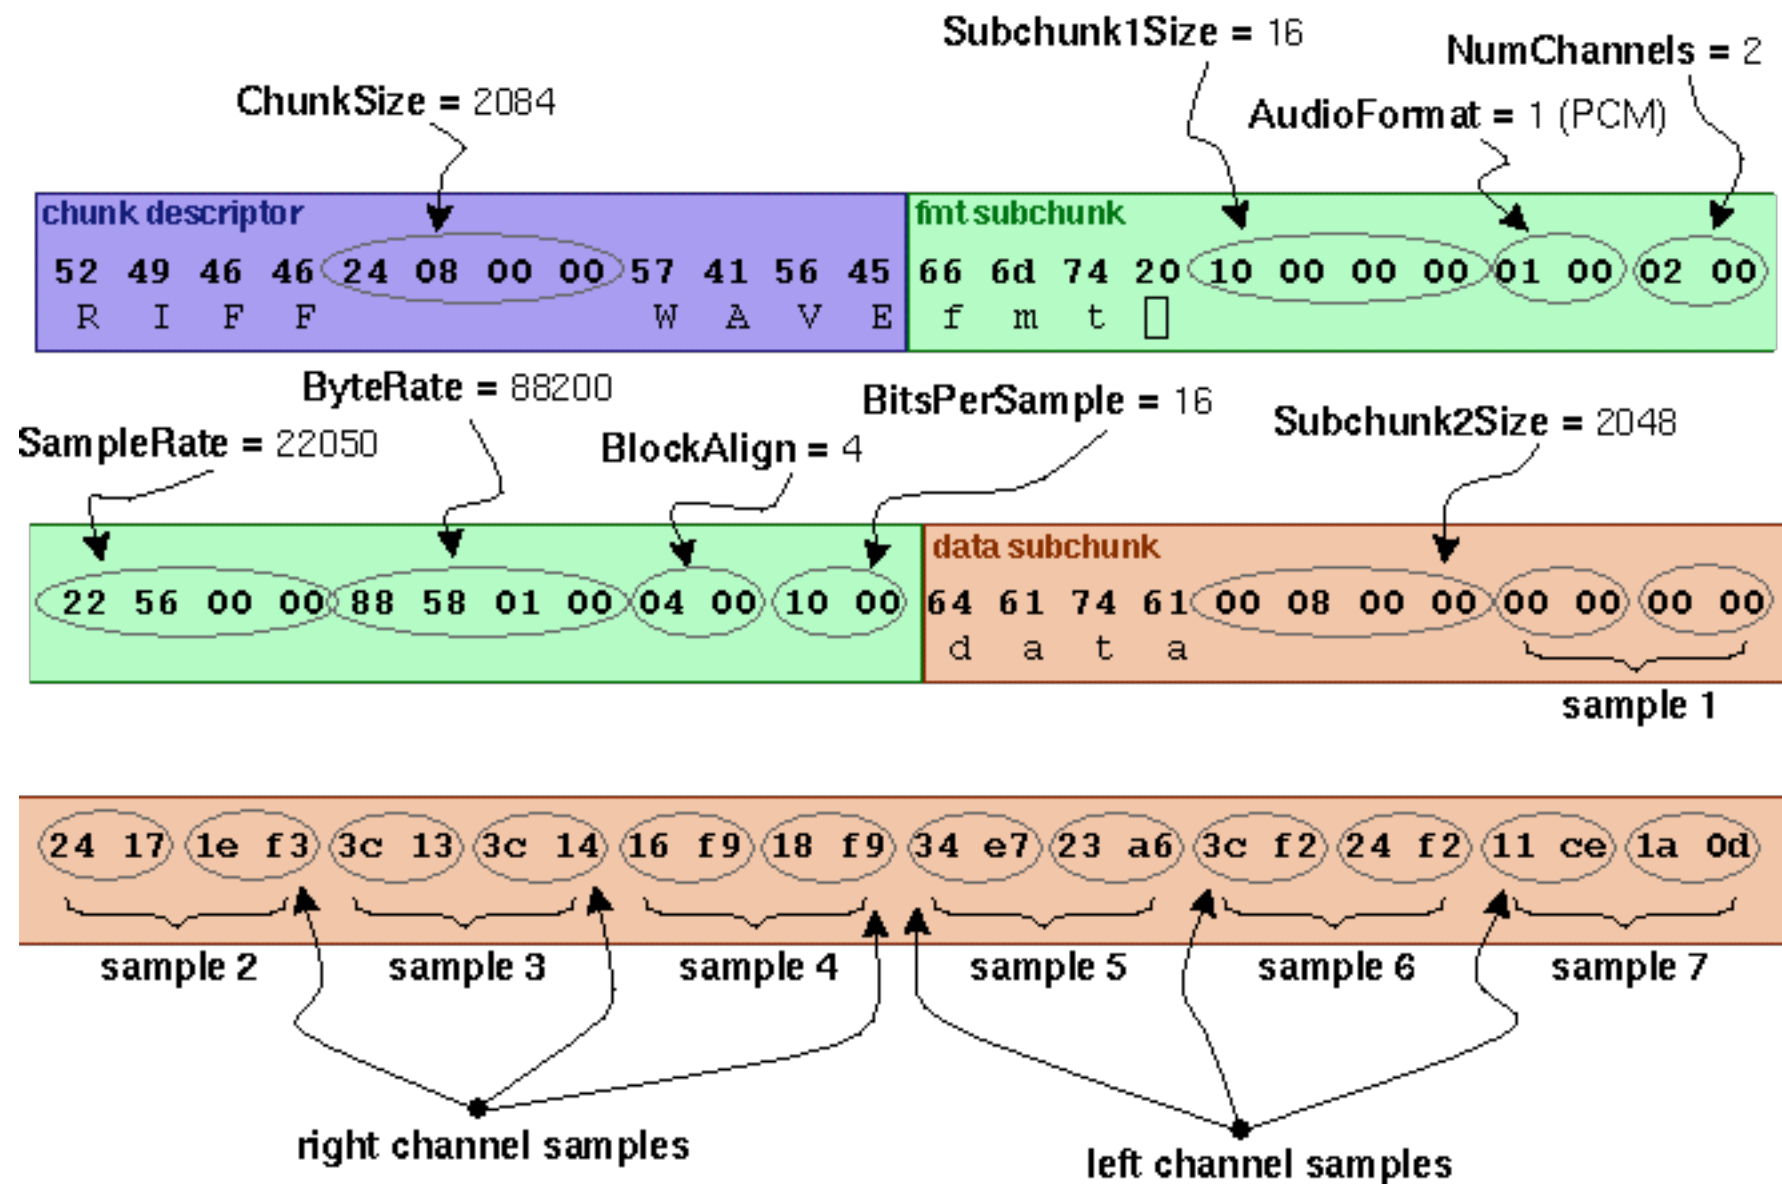 Subchunk1Size = 16
NumChannels = 2
ChunkSize = 2084
AudioFormat = 1 (PCM)
chunk descriptor
fmt subchunk
52 49 46 46 24 08 00 00 57 41 56 45 66 6d 74 20 10 00 00 00 01 00 02 00
R I F F W A V E f m t
ByteRate = 88200
BitsPerSample = 16
Subchunk2Size = 2048
SampleRate = 22050
BlockAlign = 4
data subchunk
22 56 00 00 88 58 01 00 04 00 10 00 64 61 74 61 00 08 00 00 00 00 00 00
d a t a
sample 1
24 17 1e f3 3c 13 3c 14 16 f9 18 f9 34 e7 23 a6 3c f2 24 f2 11 ce 1a 0d
sample 2 sample 3 sample 4 sample 5 sample 6 sample 7
right channel samples
left channel samples